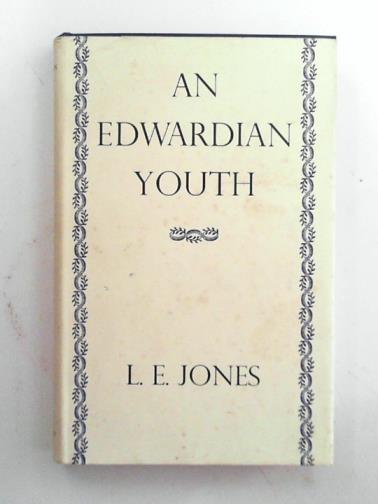 AN
EDWARDIAN
YOUTH
L. E. JONES